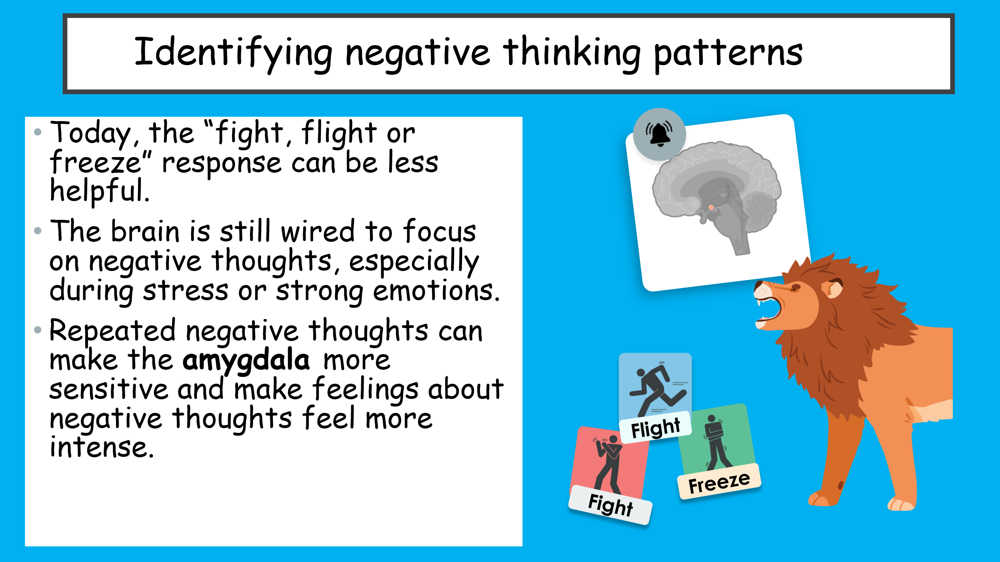 Identifying negative thinking patterns
• Today, the “fight, flight or
freeze“ response can be less
helpful.
• The brain is still wired to focus
on negative thoughts, especially
during stress or strong emotions.
• Repeated negative thoughts can
make the amygdala more
sensitive and make feelings about
negative thoughts feel more
intense.
Flight
Freeze
Fight